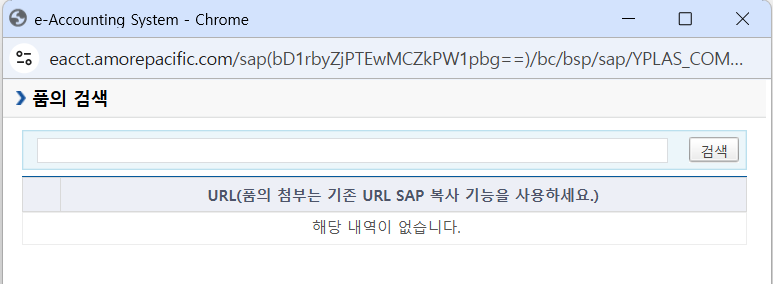 e-Accounting System - Chrome
eacct.amorepacific.com/sap(bD1rbyZjPTEwMCZkPW1pbg==)/bc/bsp/sap/YPLAS_COM...
품의 검색
검색
URL(품의 첨부는 기존 URL SAP 복사 기능을 사용하세요.)
해당 내역이 없습니다.